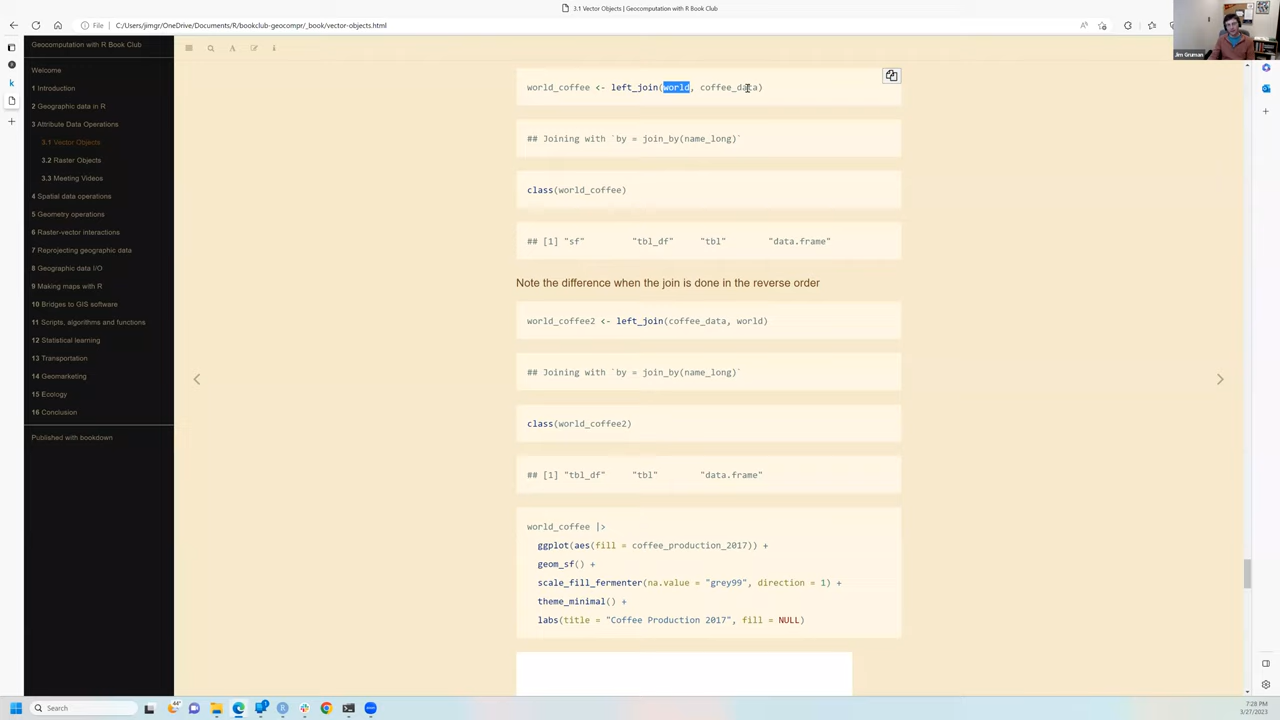 3.1 Vector Objects | Geocomputation with R Book Club
File
C:/Users/jimgr/OneDrive/Documents/R/bookclub-geocompr/_book/vector-objects.html
Jim Gruman
Geocomputation with R Book Club
Welcome
1 Introduction
2 Geographic data in R
3 Attribute Data Operations
3.1 Vector Objects
3.2 Raster Objects
3.3 Meeting Videos
4 Spatial data operations
5 Geometry operations
6 Raster-vector interactions
7 Reprojecting geographic data
8 Geographic data I/O
9 Making maps with R
10 Bridges to GIS software
11 Scripts, algorithms and functions
12 Statistical learning
13 Transportation
14 Geomarketing
15 Ecology
16 Conclusion
Published with bookdown
world_coffee <- left_join(world, coffee_data)
## Joining with `by = join_by(name_long)`
class(world_coffee)
## [1] "sf" "tbl_df" "tbl" "data.frame"
Note the difference when the join is done in the reverse order
world_coffee2 <- left_join(coffee_data, world)
## Joining with `by = join_by(name_long)`
class(world_coffee2)
## [1] "tbl_df" "tbl" "data.frame"
world_coffee |>
ggplot(aes(fill = coffee_production_2017)) +
geom_sf() +
scale_fill_fermenter(na.value = "grey99", direction = 1) +
theme_minimal() +
labs(title = "Coffee Production 2017", fill = NULL)
Search
44°
7:28 PM
3/27/2023